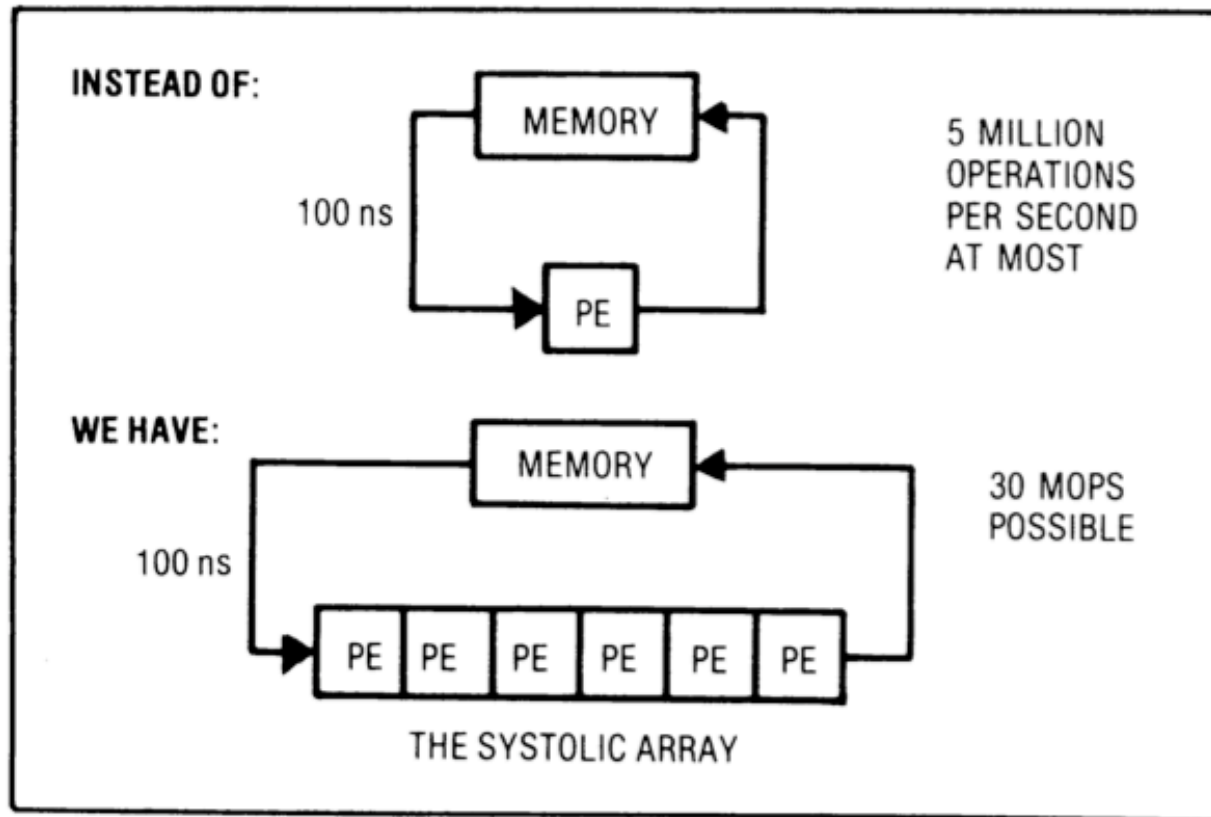 INSTEAD OF:
MEMORY
100 ns
PE
5 MILLION
OPERATIONS
PER SECOND
AT MOST
WE HAVE:
MEMORY
100 ns
PE PE PE PE PE PE
30 MOPS
POSSIBLE
THE SYSTOLIC ARRAY